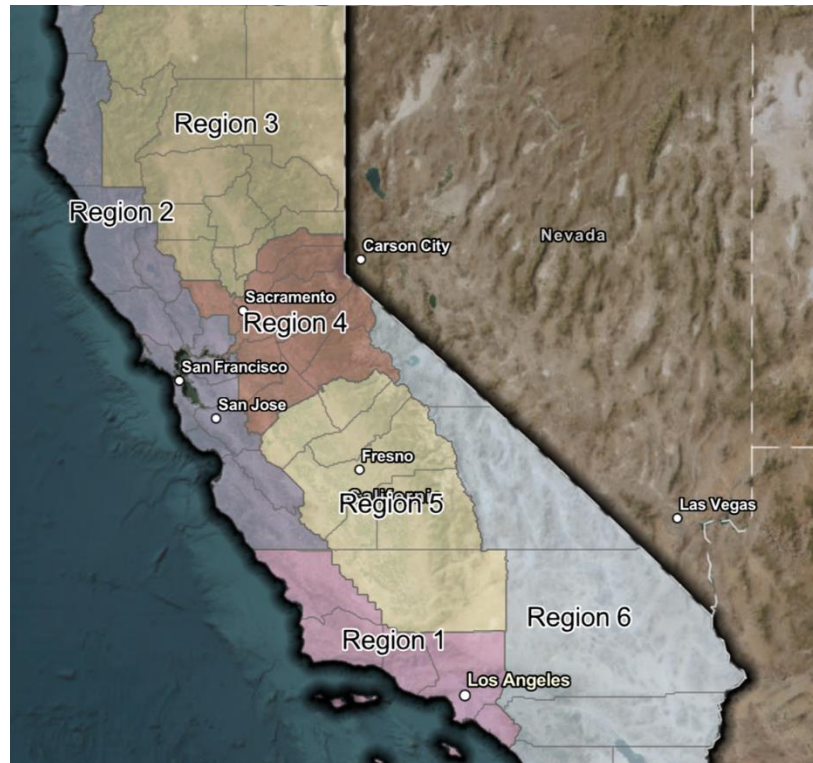 Region 3
Region 2
Carson City
Nevada
Sacramento
Region 4
San Francisco
San Jose
Fresno
California
Region 5
Las Vegas
Region 6
Region 1
Los Angeles